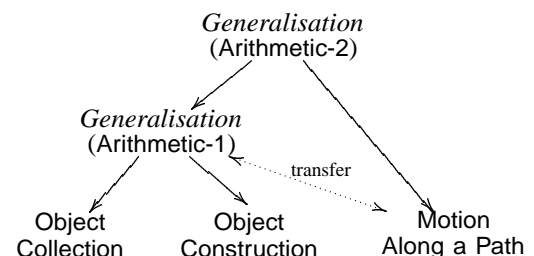 Generalisation
(Arithmetic-2)
Generalisation
(Arithmetic-1)
transfer
Object
Collection
Object
Construction
Motion
Along a Path